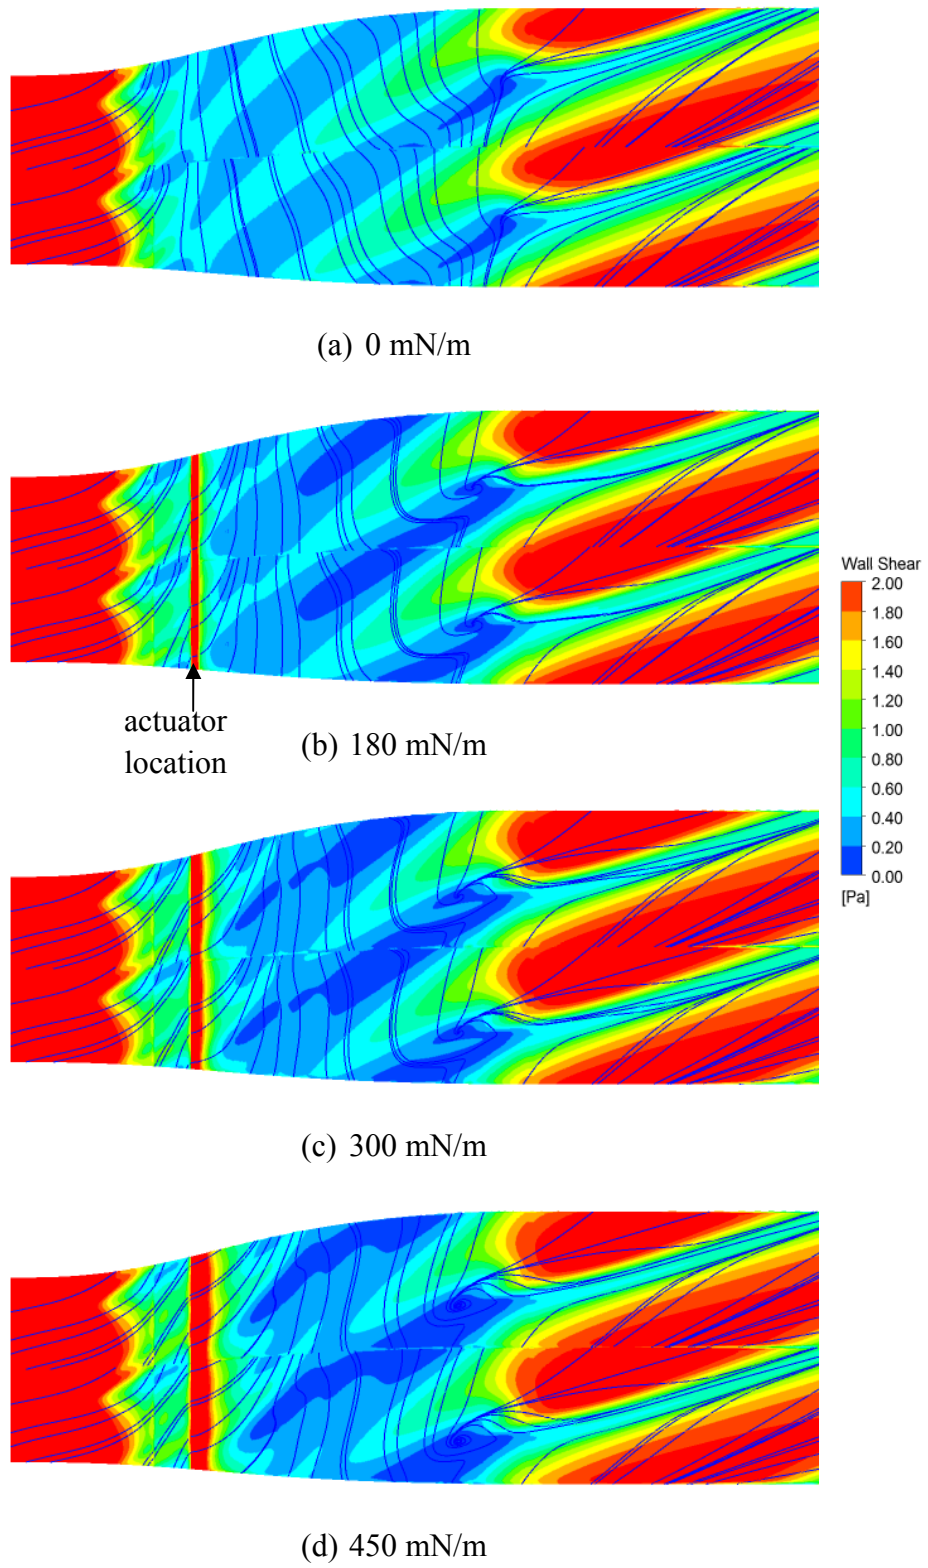 (a) 0 mN/m
actuator
location
(b) 180 mN/m
Wall Shear
2.00
1.80
1.60
1.40
1.20
1.00
0.80
0.60
0.40
0.20
0.00
[Pa]
(c) 300 mN/m
(d) 450 mN/m